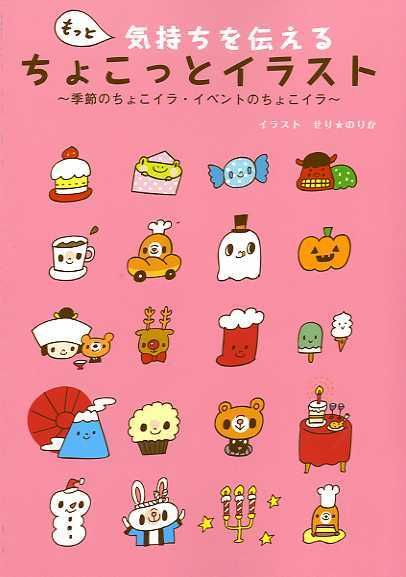 もっと
気持ちを伝える
ちょこっとイラスト
～季節のちょこイラ・イベントのちょこイラ～
イラスト せり★のりか